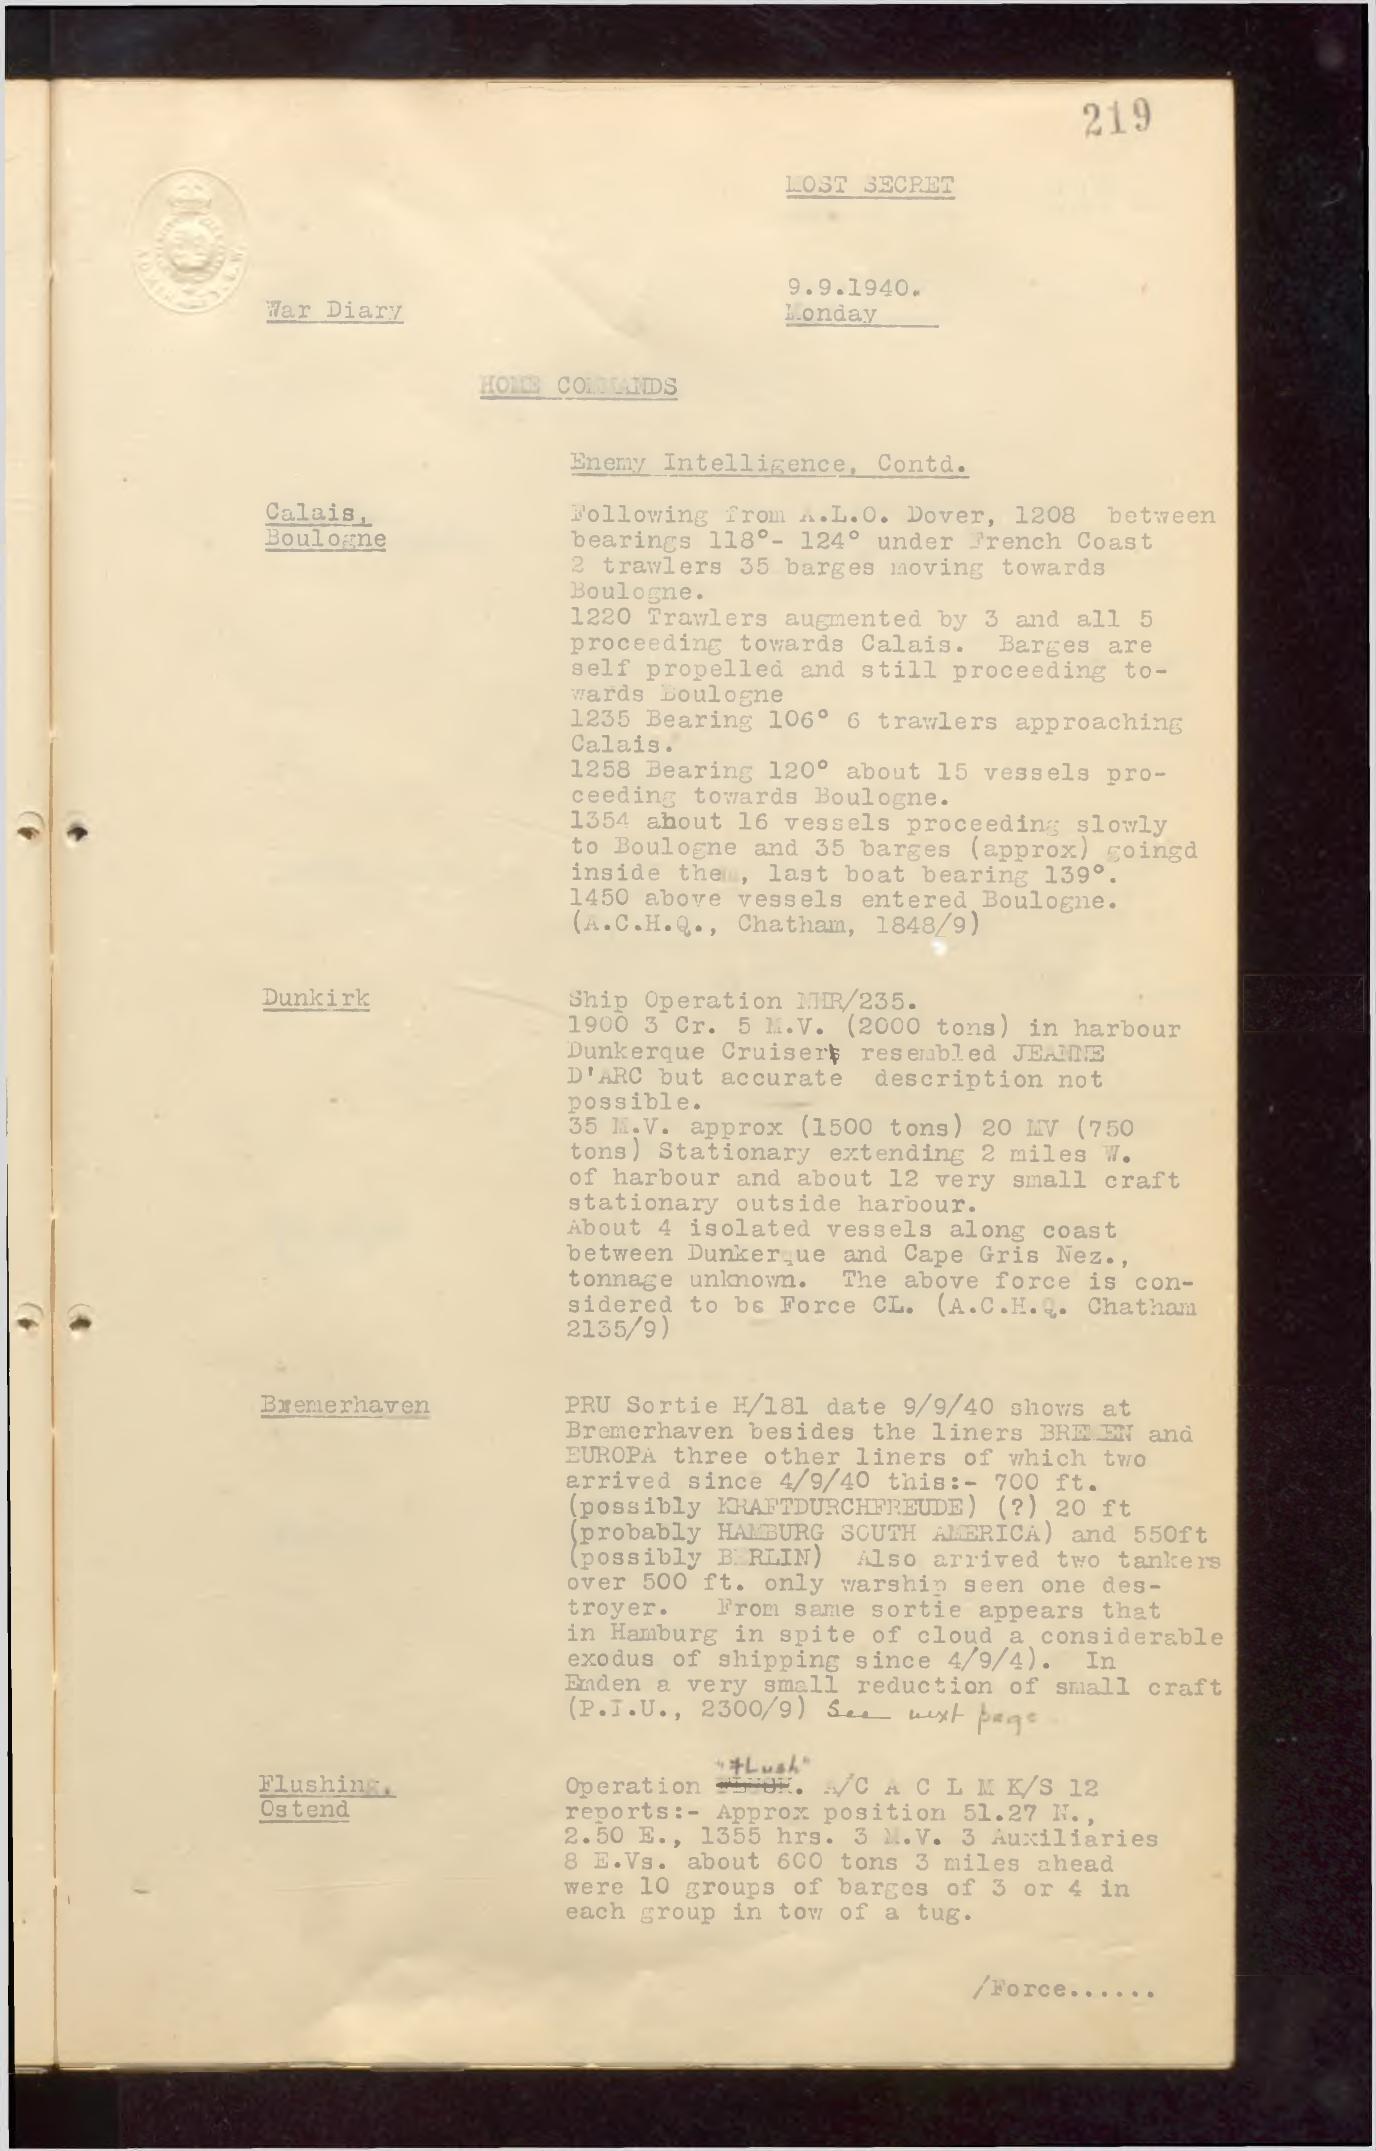 219
MOST SECRET
9.9.1940.
War Diary
Monday
HOME COMMANDS
Enemy Intelligence, Contd.
Calais,
Boulogne
Following from A.L.O. Dover, 1208 between
bearings 118°- 124° under French Coast
2 trawlers 35 barges moving towards
Boulogne.
1220 Trawlers augmented by 3 and all 5
proceeding towards Calais. Barges are
self propelled and still proceeding to-
wards Boulogne
1235 Bearing 106° 6 trawlers approaching
Calais.
1258 Bearing 120° about 15 vessels pro-
ceeding towards Boulogne.
1354 about 16 vessels proceeding slowly
to Boulogne and 35 barges (approx) goingd
inside them, last boat bearing 139°.
1450 above vessels entered Boulogne.
(A.C.H.Q., Chatham, 1848/9)
Dunkirk
Ship Operation MHR/235.
1900 3 Cr. 5 M.V. (2000 tons) in harbour
Dunkerque Cruisers resembled JEANNE
D'ARC but accurate description not
possible.
35 M.V. approx (1500 tons) 20 MV (750
tons) Stationary extending 2 miles W.
of harbour and about 12 very small craft
stationary outside harbour.
About 4 isolated vessels along coast
between Dunkerque and Cape Gris Nez.,
tonnage unknown. The above force is con-
sidered to be Force CL. (A.C.H.Q. Chatham
2135/9)
Bremerhaven
PRU Sortie H/181 date 9/9/40 shows at
Bremerhaven besides the liners BREMEN and
EUROPA three other liners of which two
arrived since 4/9/40 this:- 700 ft.
(possibly KRAFTDURCHFREUDE) (?) 20 ft
(probably HAMBURG SOUTH AMERICA) and 550ft
(possibly BERLIN) Also arrived two tankers
over 500 ft. only warship seen one des-
troyer. From same sortie appears that
in Hamburg in spite of cloud a considerable
exodus of shipping since 4/9/4). In
Emden a very small reduction of small craft
(P.I.U., 2300/9) See next page
Flushing,
Ostend
"Flush"
Operation . A/C A C L M K/S 12
reports:- Approx position 51.27 N.,
2.50 E., 1355 hrs. 3 M.V. 3 Auxiliaries
8 E.Vs. about 600 tons 3 miles ahead
were 10 groups of barges of 3 or 4 in
each group in tow of a tug.
/Force......